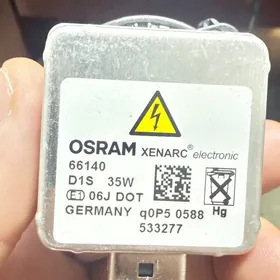 OSRAM XENARC® electronic
66140
D1S 35W
E1 06J DOT
GERMANY q0P5 0588 Hg
533277